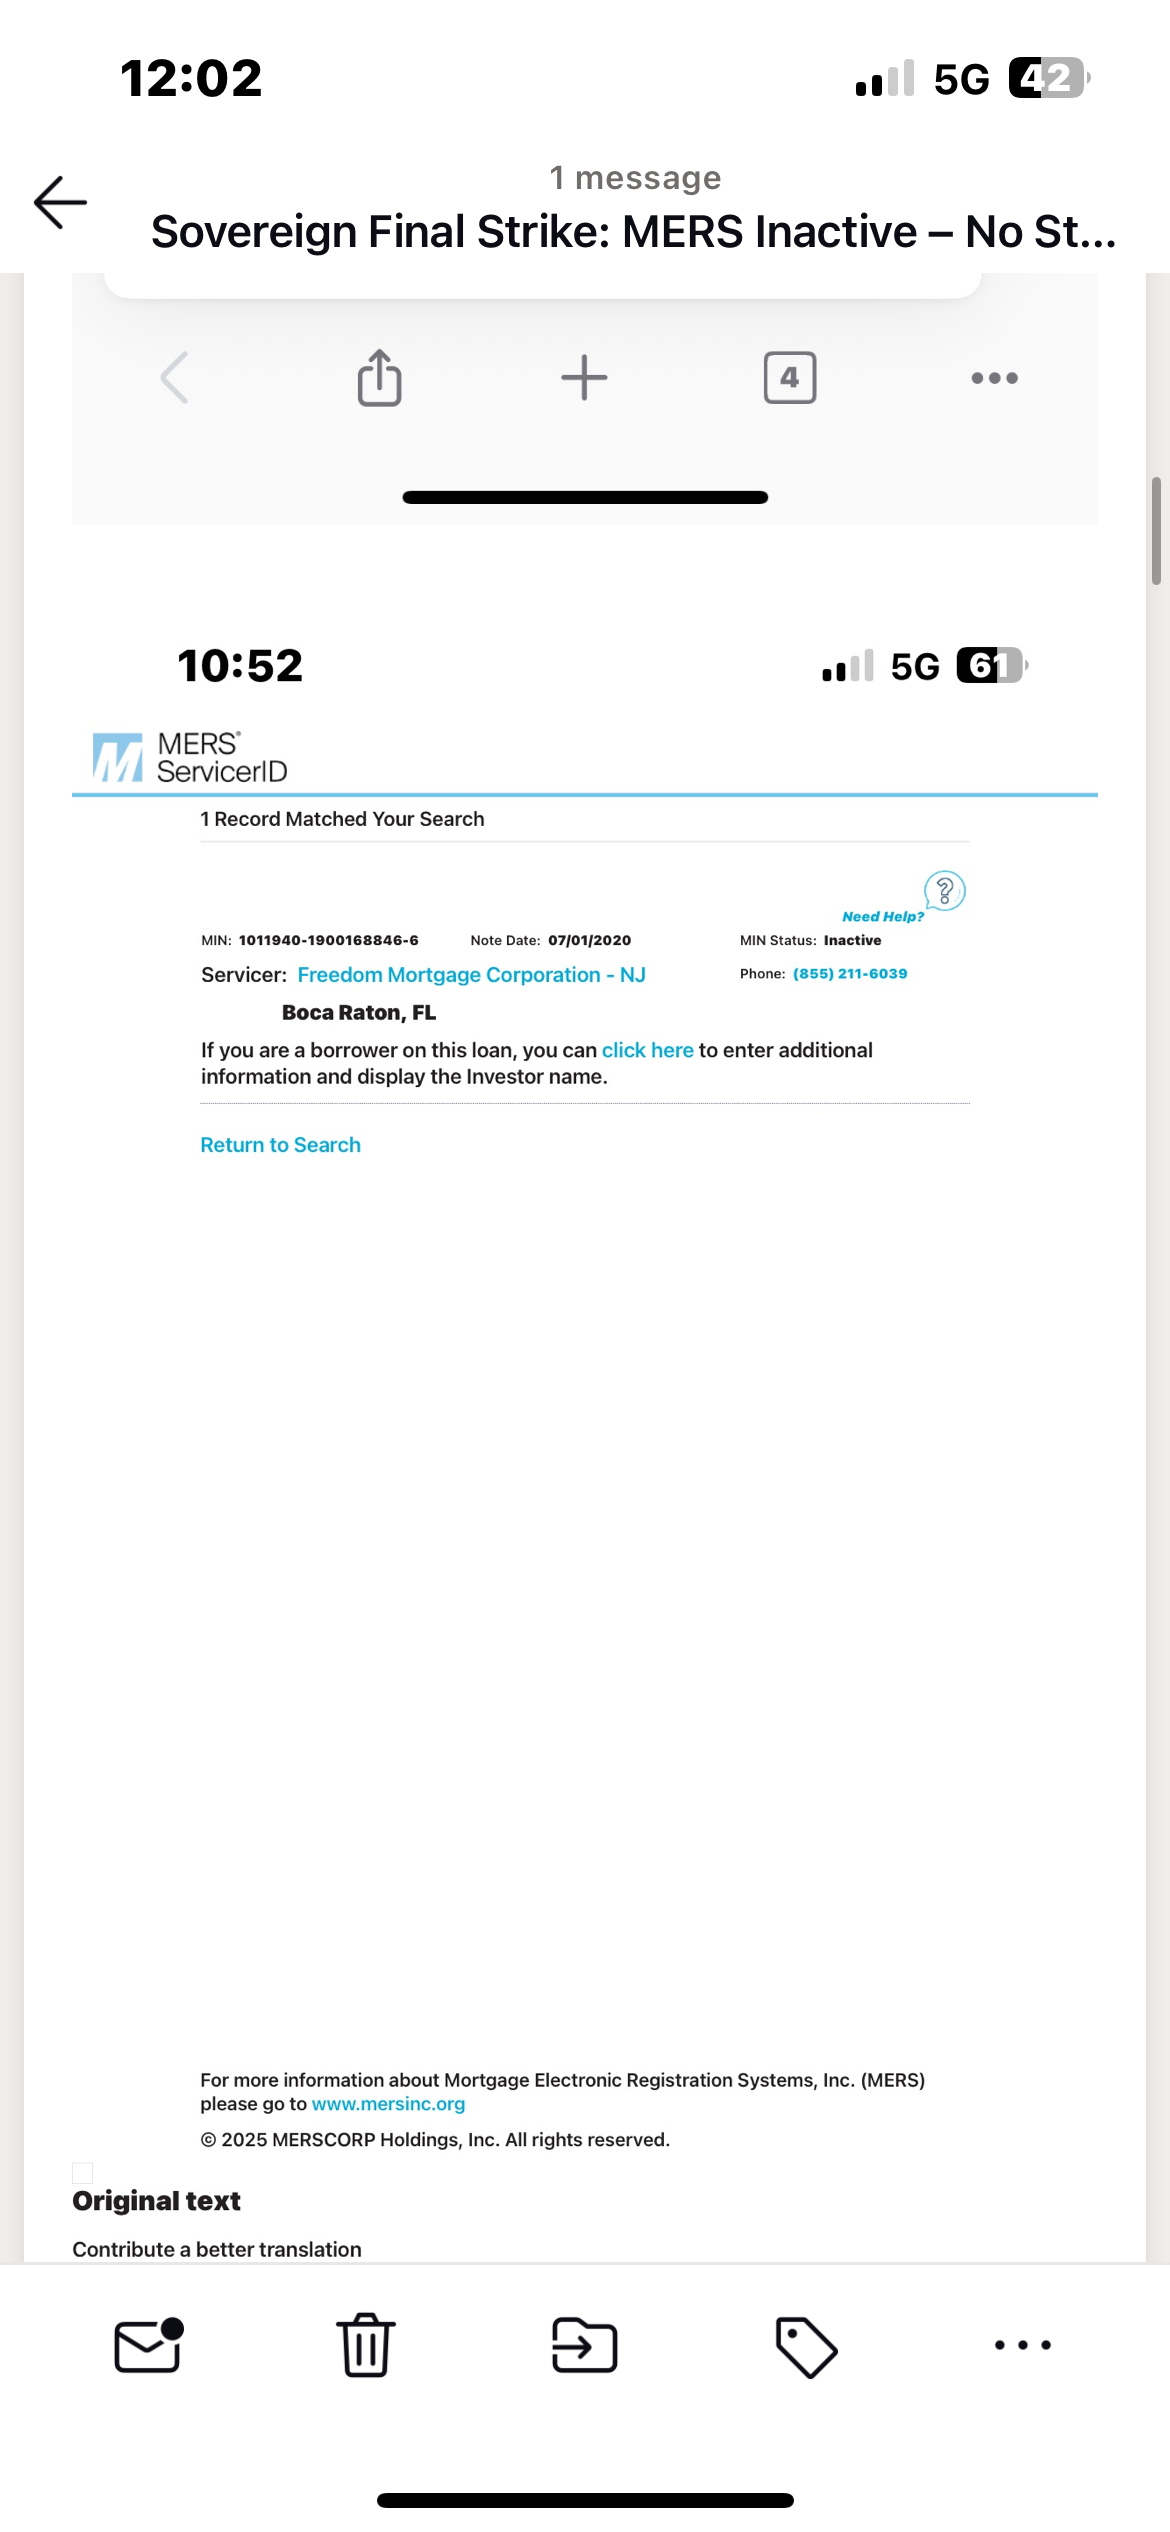 12:02
5G 42
1 message
Sovereign Final Strike: MERS Inactive – No St...
4
10:52
5G 61
MERS®
ServicerID
1 Record Matched Your Search
Need Help?
MIN: 1011940-1900168846-6 Note Date: 07/01/2020 MIN Status: Inactive
Servicer: Freedom Mortgage Corporation - NJ Phone: (855) 211-6039
Boca Raton, FL
If you are a borrower on this loan, you can click here to enter additional
information and display the Investor name.
Return to Search
For more information about Mortgage Electronic Registration Systems, Inc. (MERS)
please go to www.mersinc.org
© 2025 MERSCORP Holdings, Inc. All rights reserved.
Original text
Contribute a better translation